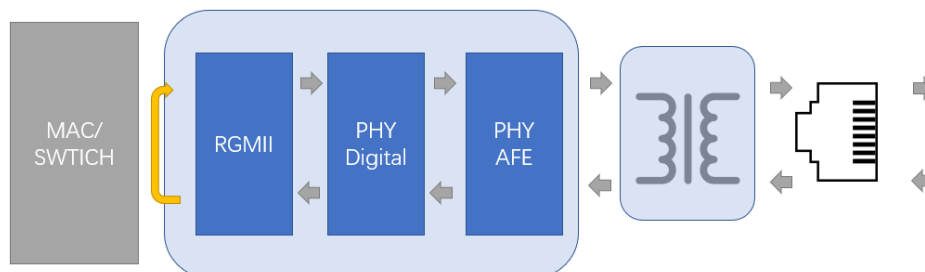 MAC/
SWTICH
RGMII
PHY
Digital
PHY
AFE